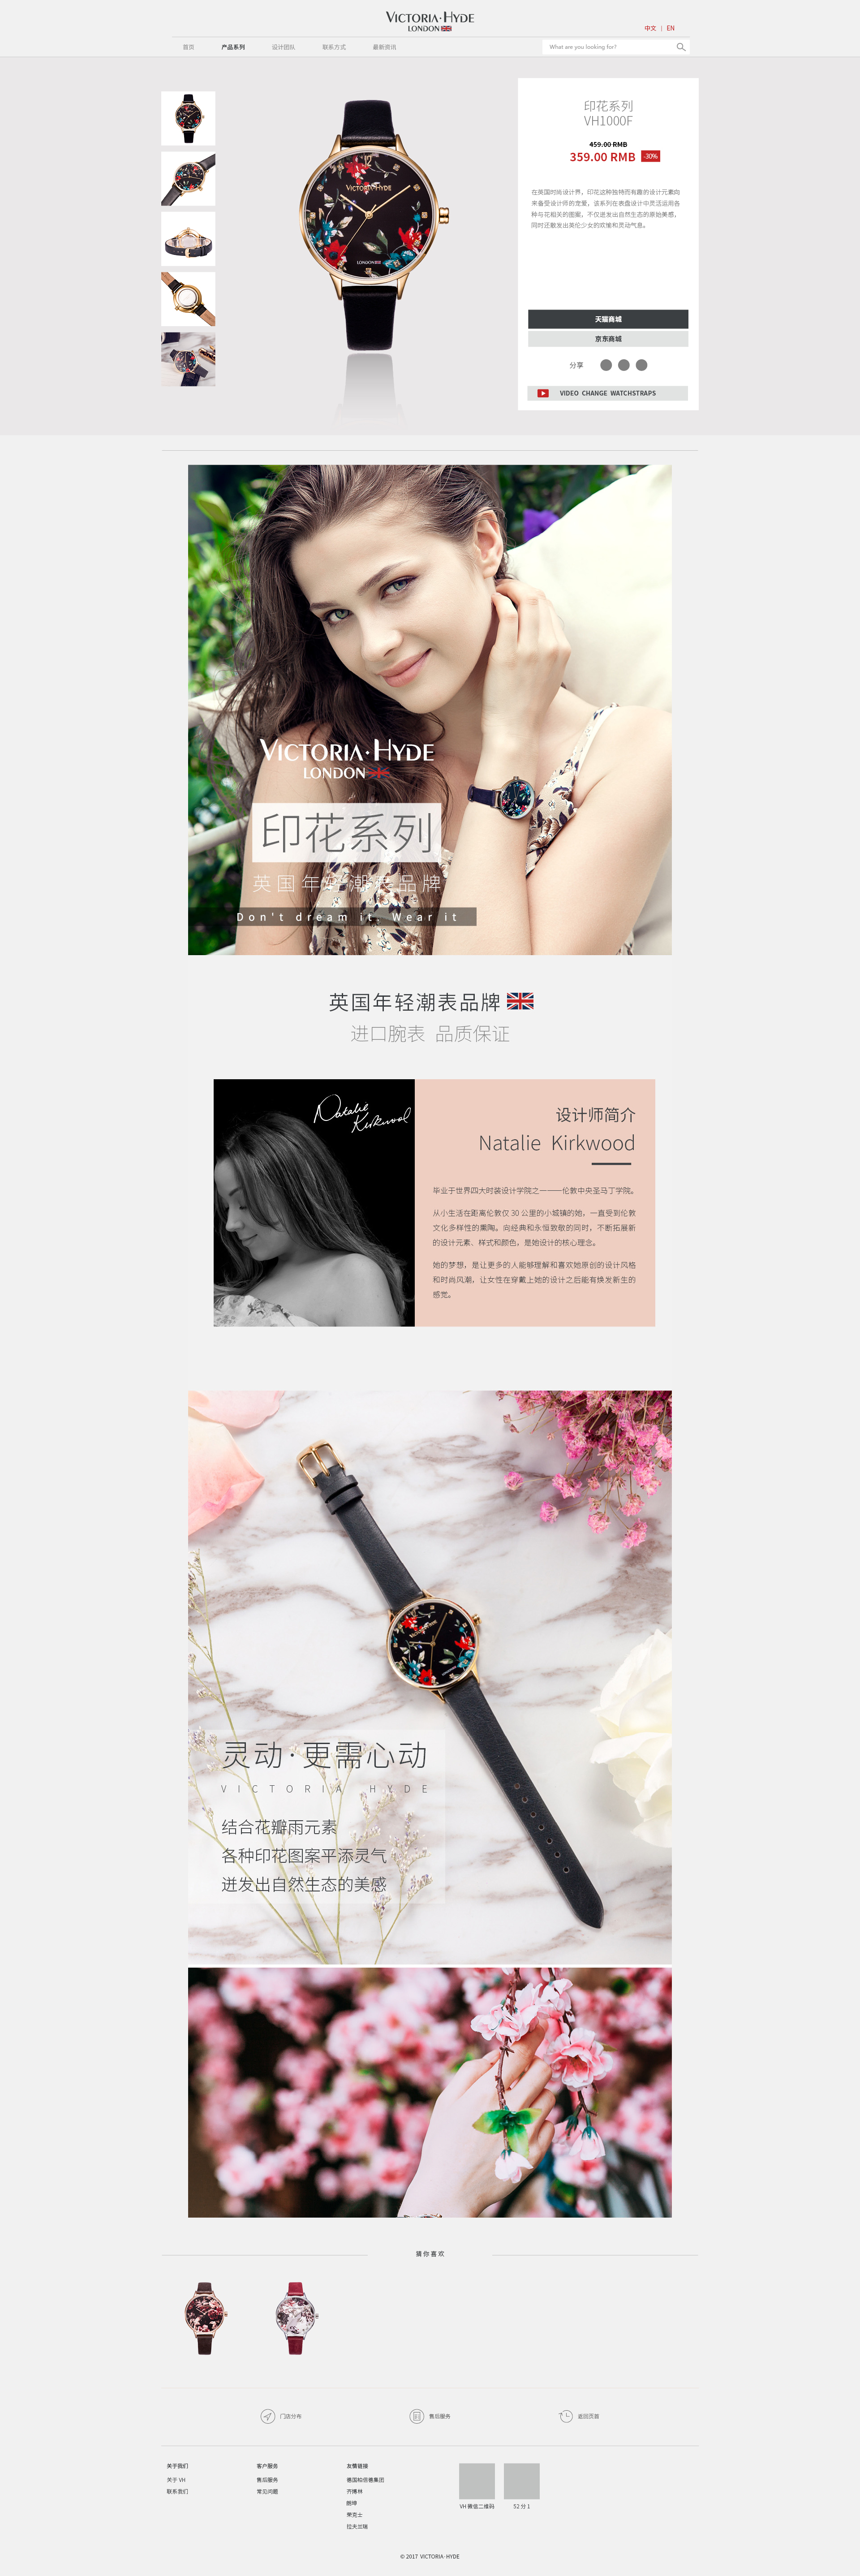 VICTORIA·HYDE
LONDON
中文 | EN
首页 产品系列 设计团队 联系方式 最新资讯
What are you looking for?
印花系列
VH1000F
459.00 RMB
359.00 RMB -30%
在英国时尚设计界，印花这种独特而有趣的设计元素向
来备受设计师的宠爱，该系列在表盘设计中灵活运用各
种与花相关的图案，不仅迸发出自然生态的原始美感，
同时还散发出英伦少女的欢愉和灵动气息。
VICTORIA·HYDE
LONDON
天猫商城
京东商城
分享
VIDEO CHANGE WATCHSTRAPS
VICTORIA·HYDE
LONDON
印花系列
英国年轻潮表品牌
Don't dream it. Wear it
英国年轻潮表品牌
进口腕表 品质保证
Natalie Kirkwood
设计师简介
Natalie Kirkwood
毕业于世界四大时装设计学院之一——伦敦中央圣马丁学院。
从小生活在距离伦敦仅 30 公里的小城镇的她，一直受到伦敦
文化多样性的熏陶。向经典和永恒致敬的同时，不断拓展新
的设计元素、样式和颜色，是她设计的核心理念。
她的梦想，是让更多的人能够理解和喜欢她原创的设计风格
和时尚风潮，让女性在穿戴上她的设计之后能有焕发新生的
感觉。
灵动·更需心动
VICTORIA HYDE
结合花瓣雨元素
各种印花图案平添灵气
迸发出自然生态的美感
猜你喜欢
门店分布
售后服务
返回页首
关于我们 客户服务 友情链接
关于 VH 售后服务
联系我们 常见问题
齐博林
朗琴
荣克士
拉夫兰瑞
VH 微信二维码
52 分 1
© 2017 VICTORIA·HYDE